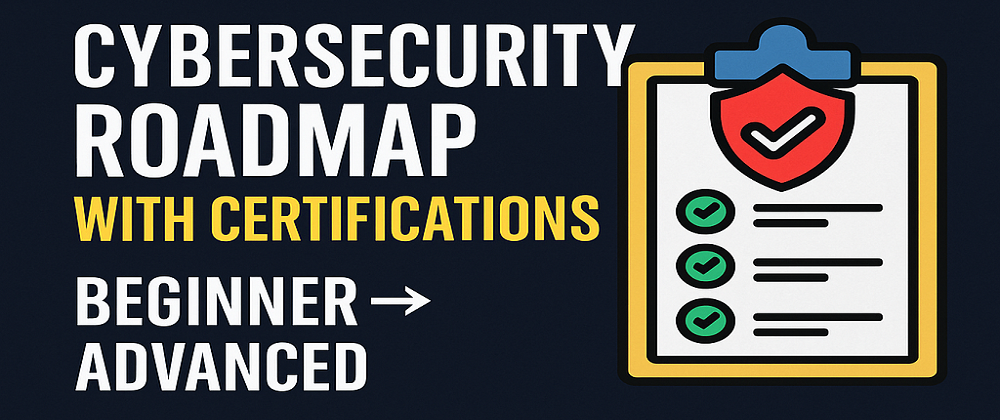 CYBERSECURITY
ROADMAP
WITH CERTIFICATIONS
BEGINNER →
ADVANCED